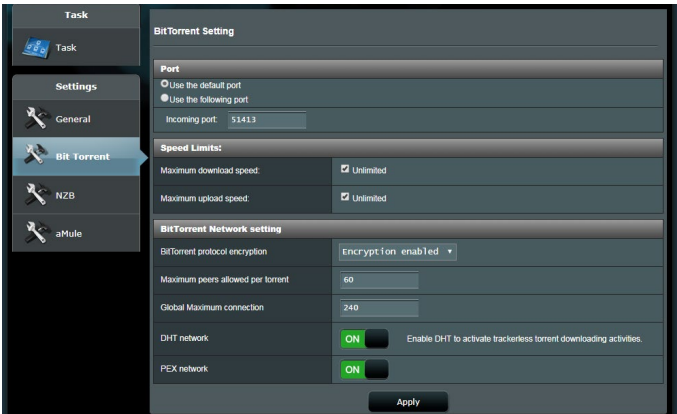 Task
Task
Settings
General
Bit Torrent
NZB
aMule
BitTorrent Setting
Port
Use the default port
Use the following port
Incoming port: 51413
Speed Limits:
Maximum download speed: Unlimited
Maximum upload speed: Unlimited
BitTorrent Network setting
BitTorrent protocol encryption Encryption enabled
Maximum peers allowed per torrent 60
Global Maximum connection 240
DHT network ON Enable DHT to activate trackerless torrent downloading activities.
PEX network ON
Apply